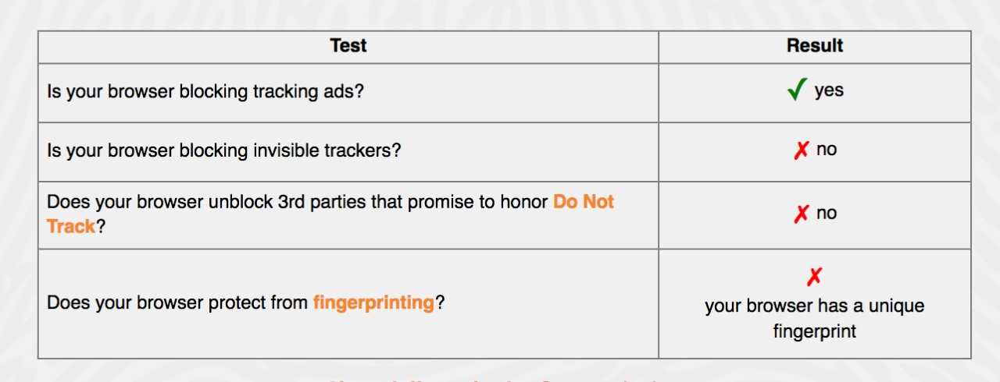 Test Result
Is your browser blocking tracking ads? ✓ yes
Is your browser blocking invisible trackers? ✗ no
Does your browser unblock 3rd parties that promise to honor Do Not
Track? ✗ no
Does your browser protect from fingerprinting? ✗
your browser has a unique
fingerprint